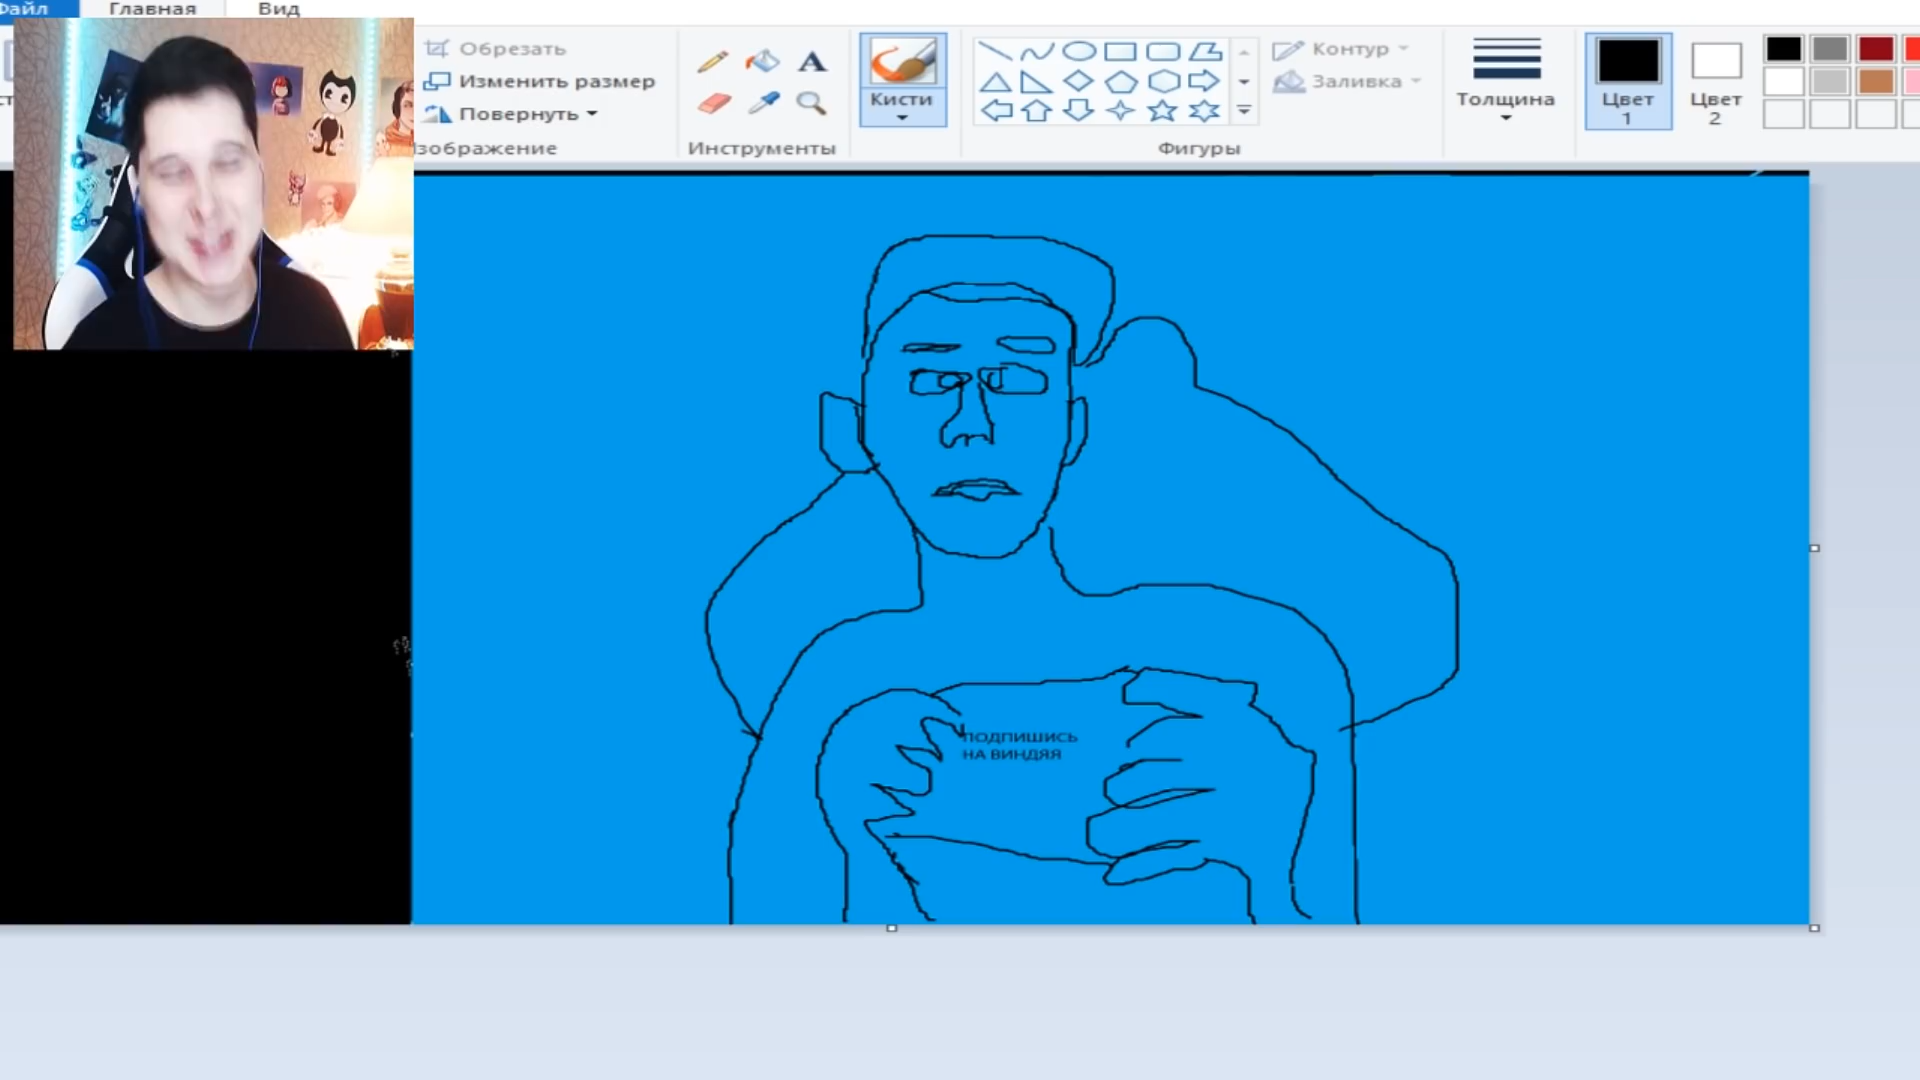 Файл Главная Вид
Обрезать
Изменить размер
Повернуть
A
Кисти
Контур
Заливка
Толщина
Цвет
1
Цвет
2
зображение
Инструменты
Фигуры
ПОДПИШИСЬ
НА ВИНДЯЯ